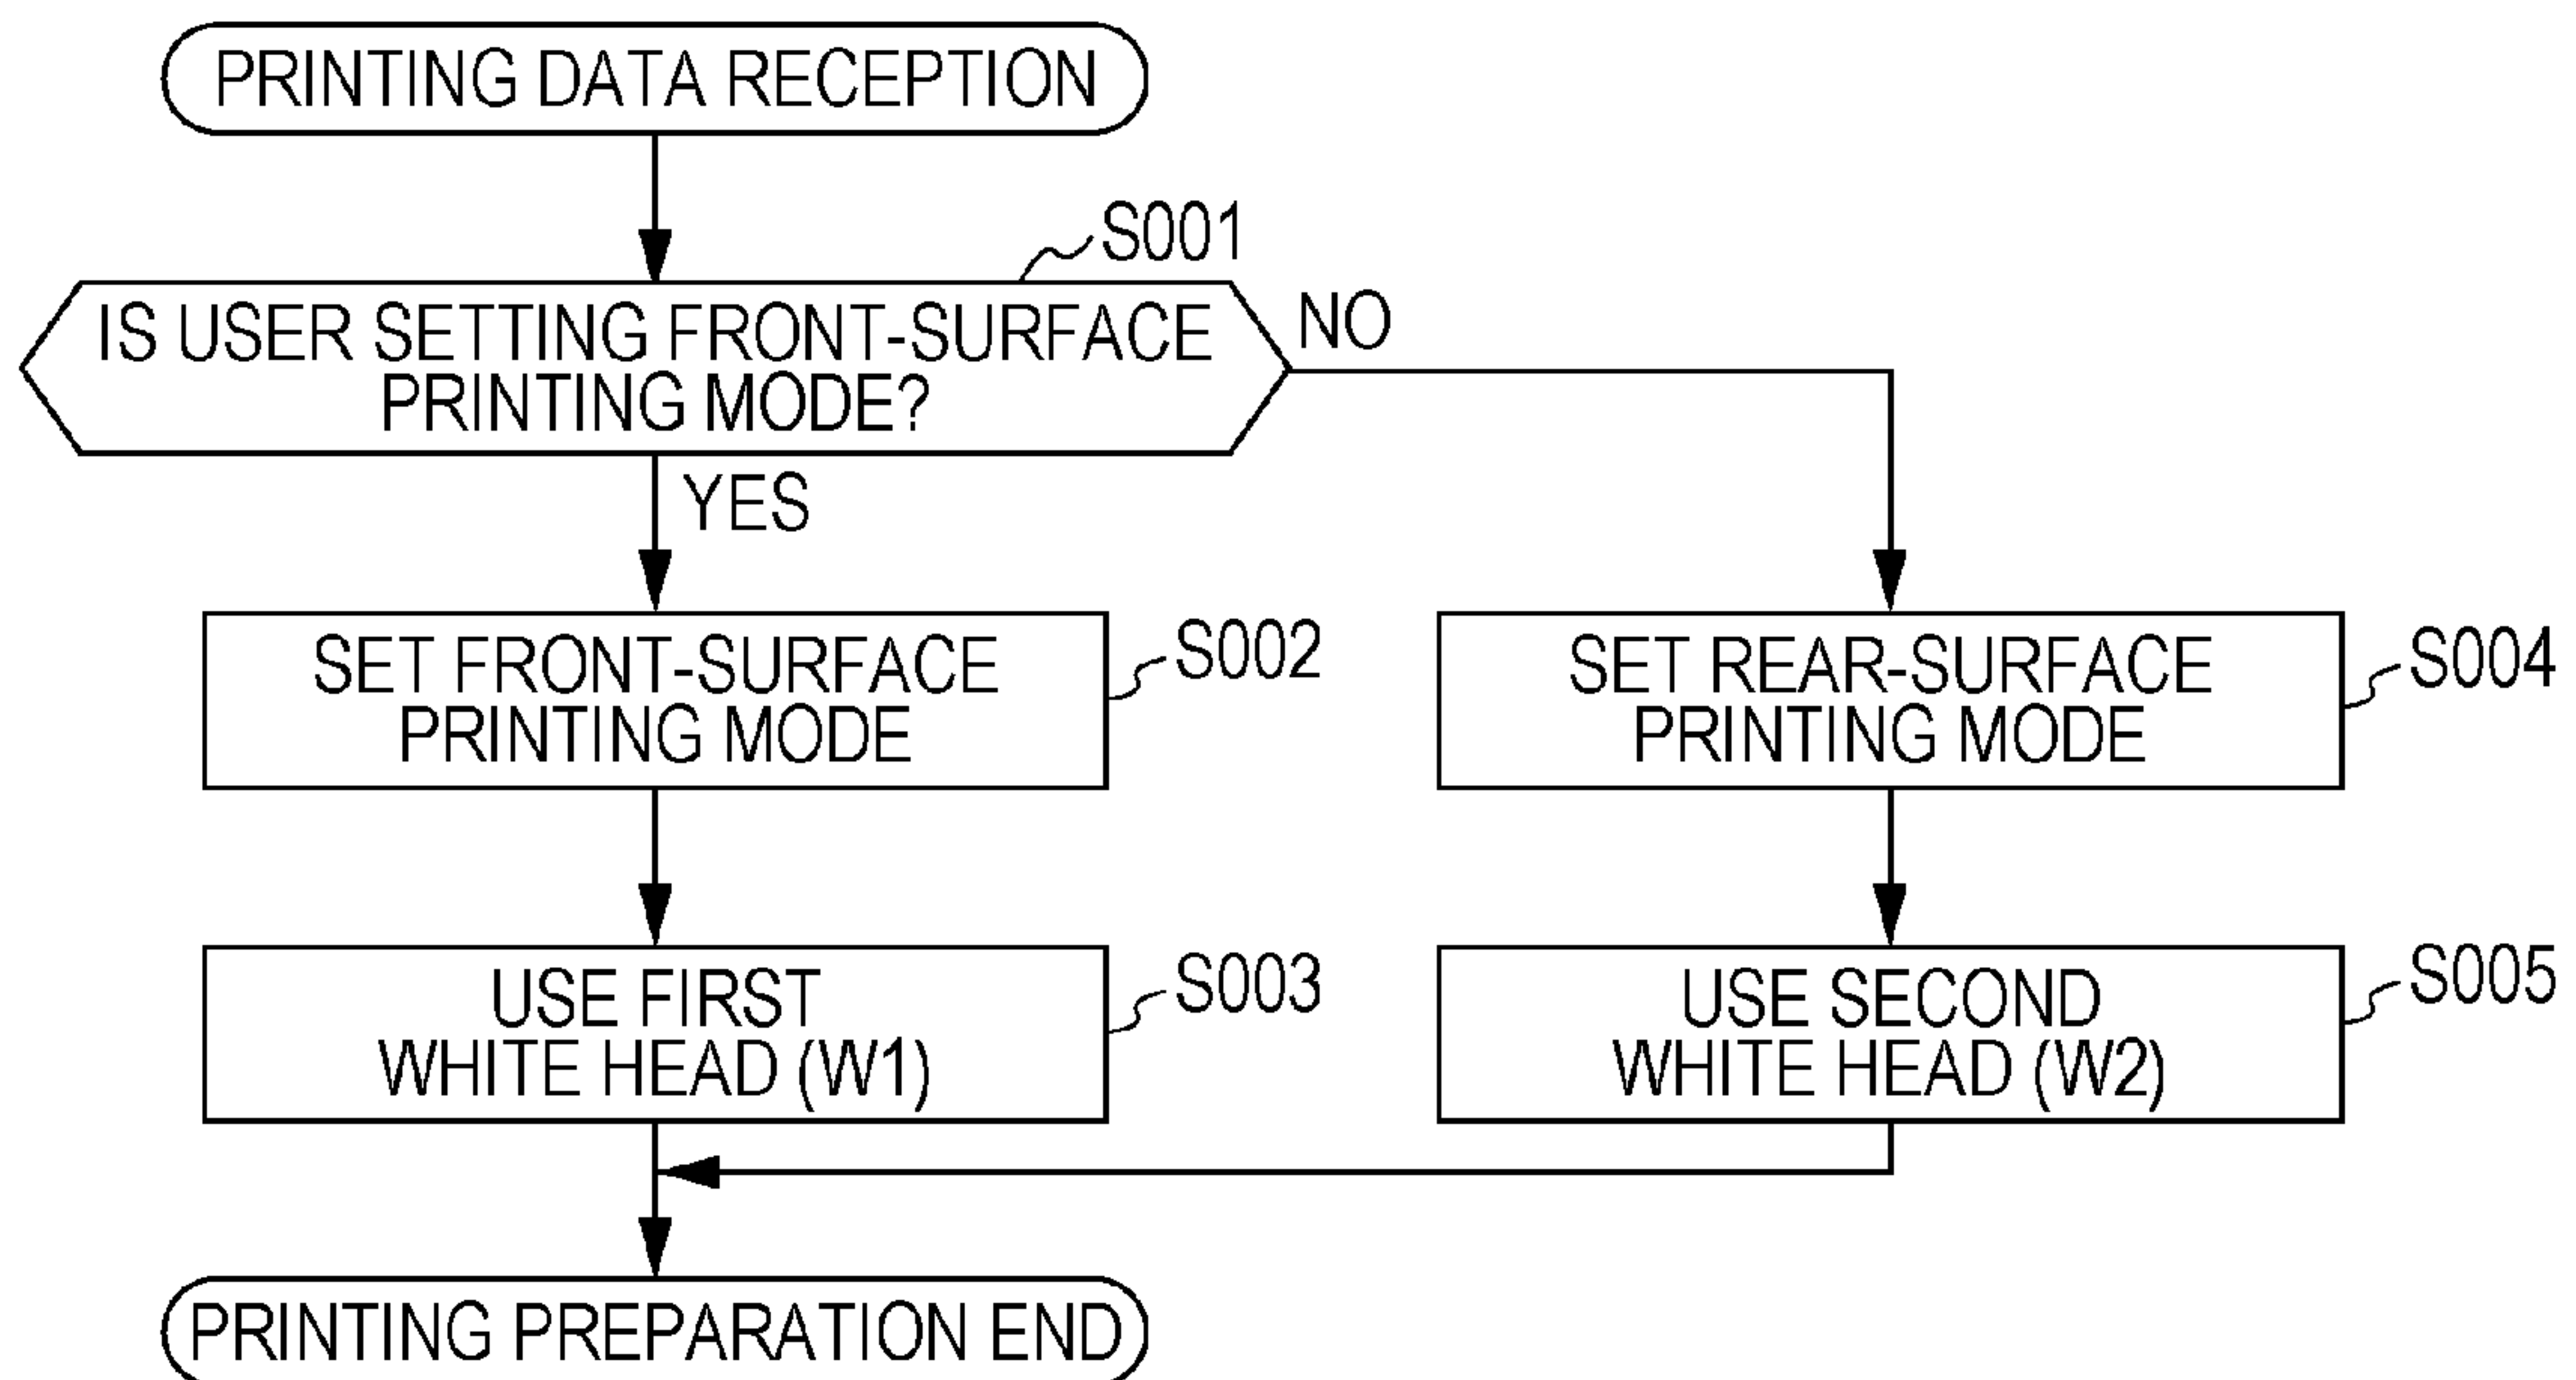 PRINTING DATA RECEPTION
S001
IS USER SETTING FRONT-SURFACE
PRINTING MODE?
NO
YES
SET FRONT-SURFACE
PRINTING MODE
S002
SET REAR-SURFACE
PRINTING MODE
S004
USE FIRST
WHITE HEAD (W1)
S003
USE SECOND
WHITE HEAD (W2)
S005
PRINTING PREPARATION END